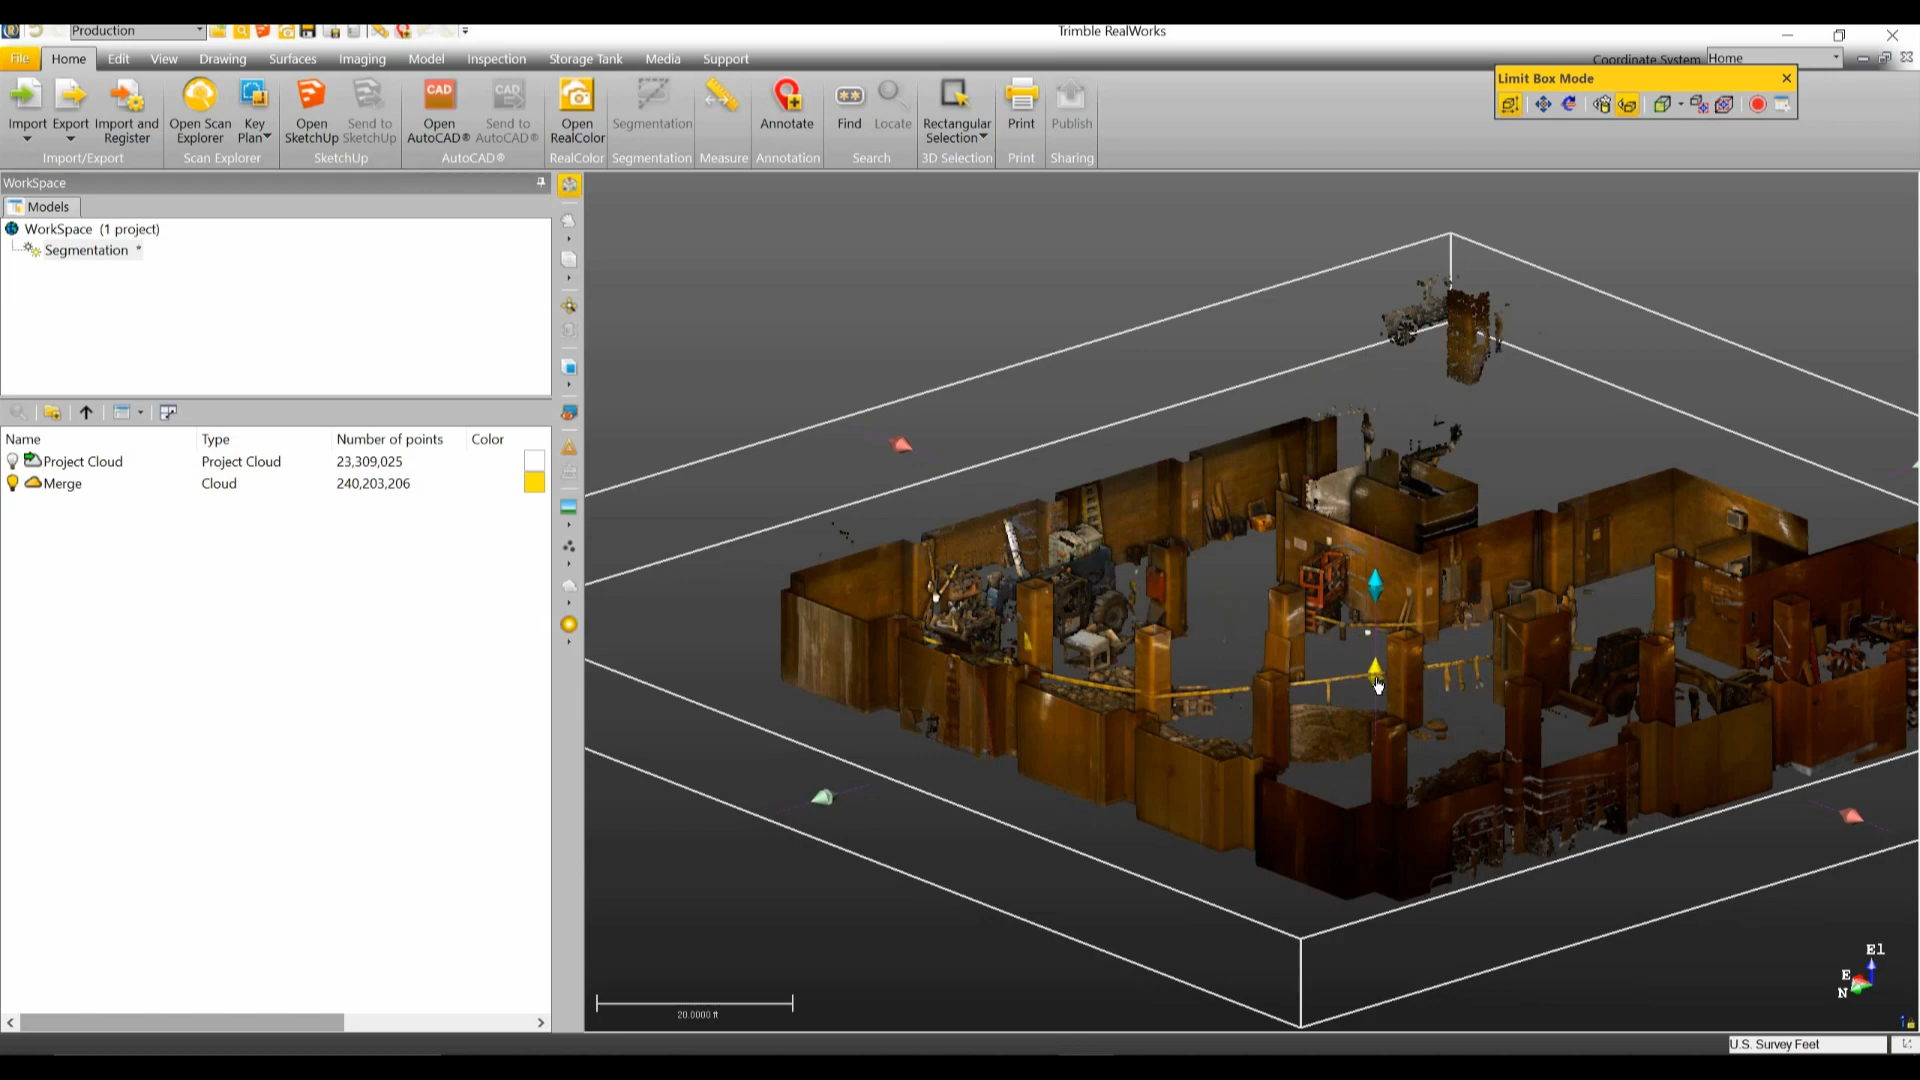 Production
Trimble RealWorks
File Home Edit View Drawing Surfaces Imaging Model Inspection Storage Tank Media Support
Coordinate System Home
Limit Box Mode
Import
Export
Import and Register
Open Scan Explorer
Key Plan
Open SketchUp
Send to SketchUp
CAD
Open AutoCAD®
CAD
Send to AutoCAD®
Open RealColor
Segmentation
Annotate
Find
Locate
Rectangular Selection
Print
Publish
Import/Export
Scan Explorer
SketchUp
AutoCAD®
RealColor
Segmentation
Measure
Annotation
Search
3D Selection
Print
Sharing
WorkSpace
Models
WorkSpace (1 project)
Segmentation *
Name Type Number of points Color
Project Cloud Project Cloud 23,309,025
Merge Cloud 240,203,206
20.0000 ft
El
E
N
U.S. Survey Feet